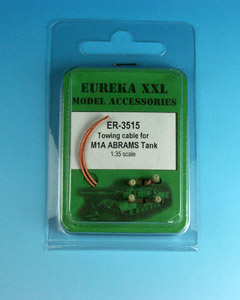 EUREKA XXL
MODEL ACCESSORIES
ER-3515
Towing cable for
M1A ABRAMS Tank
1:35 scale